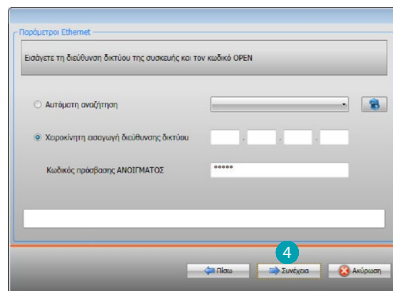 Παράμετροι Ethernet
Εισάγετε τη διεύθυνση δικτύου της συσκευής και τον κωδικό OPEN
Αυτόματη αναζήτηση
Χειροκίνητη εισαγωγή διεύθυνσης δικτύου
Κωδικός πρόσβασης ΑΝΟΙΓΜΑΤΟΣ *****
4
Πίσω Συνέχεια Ακύρωση